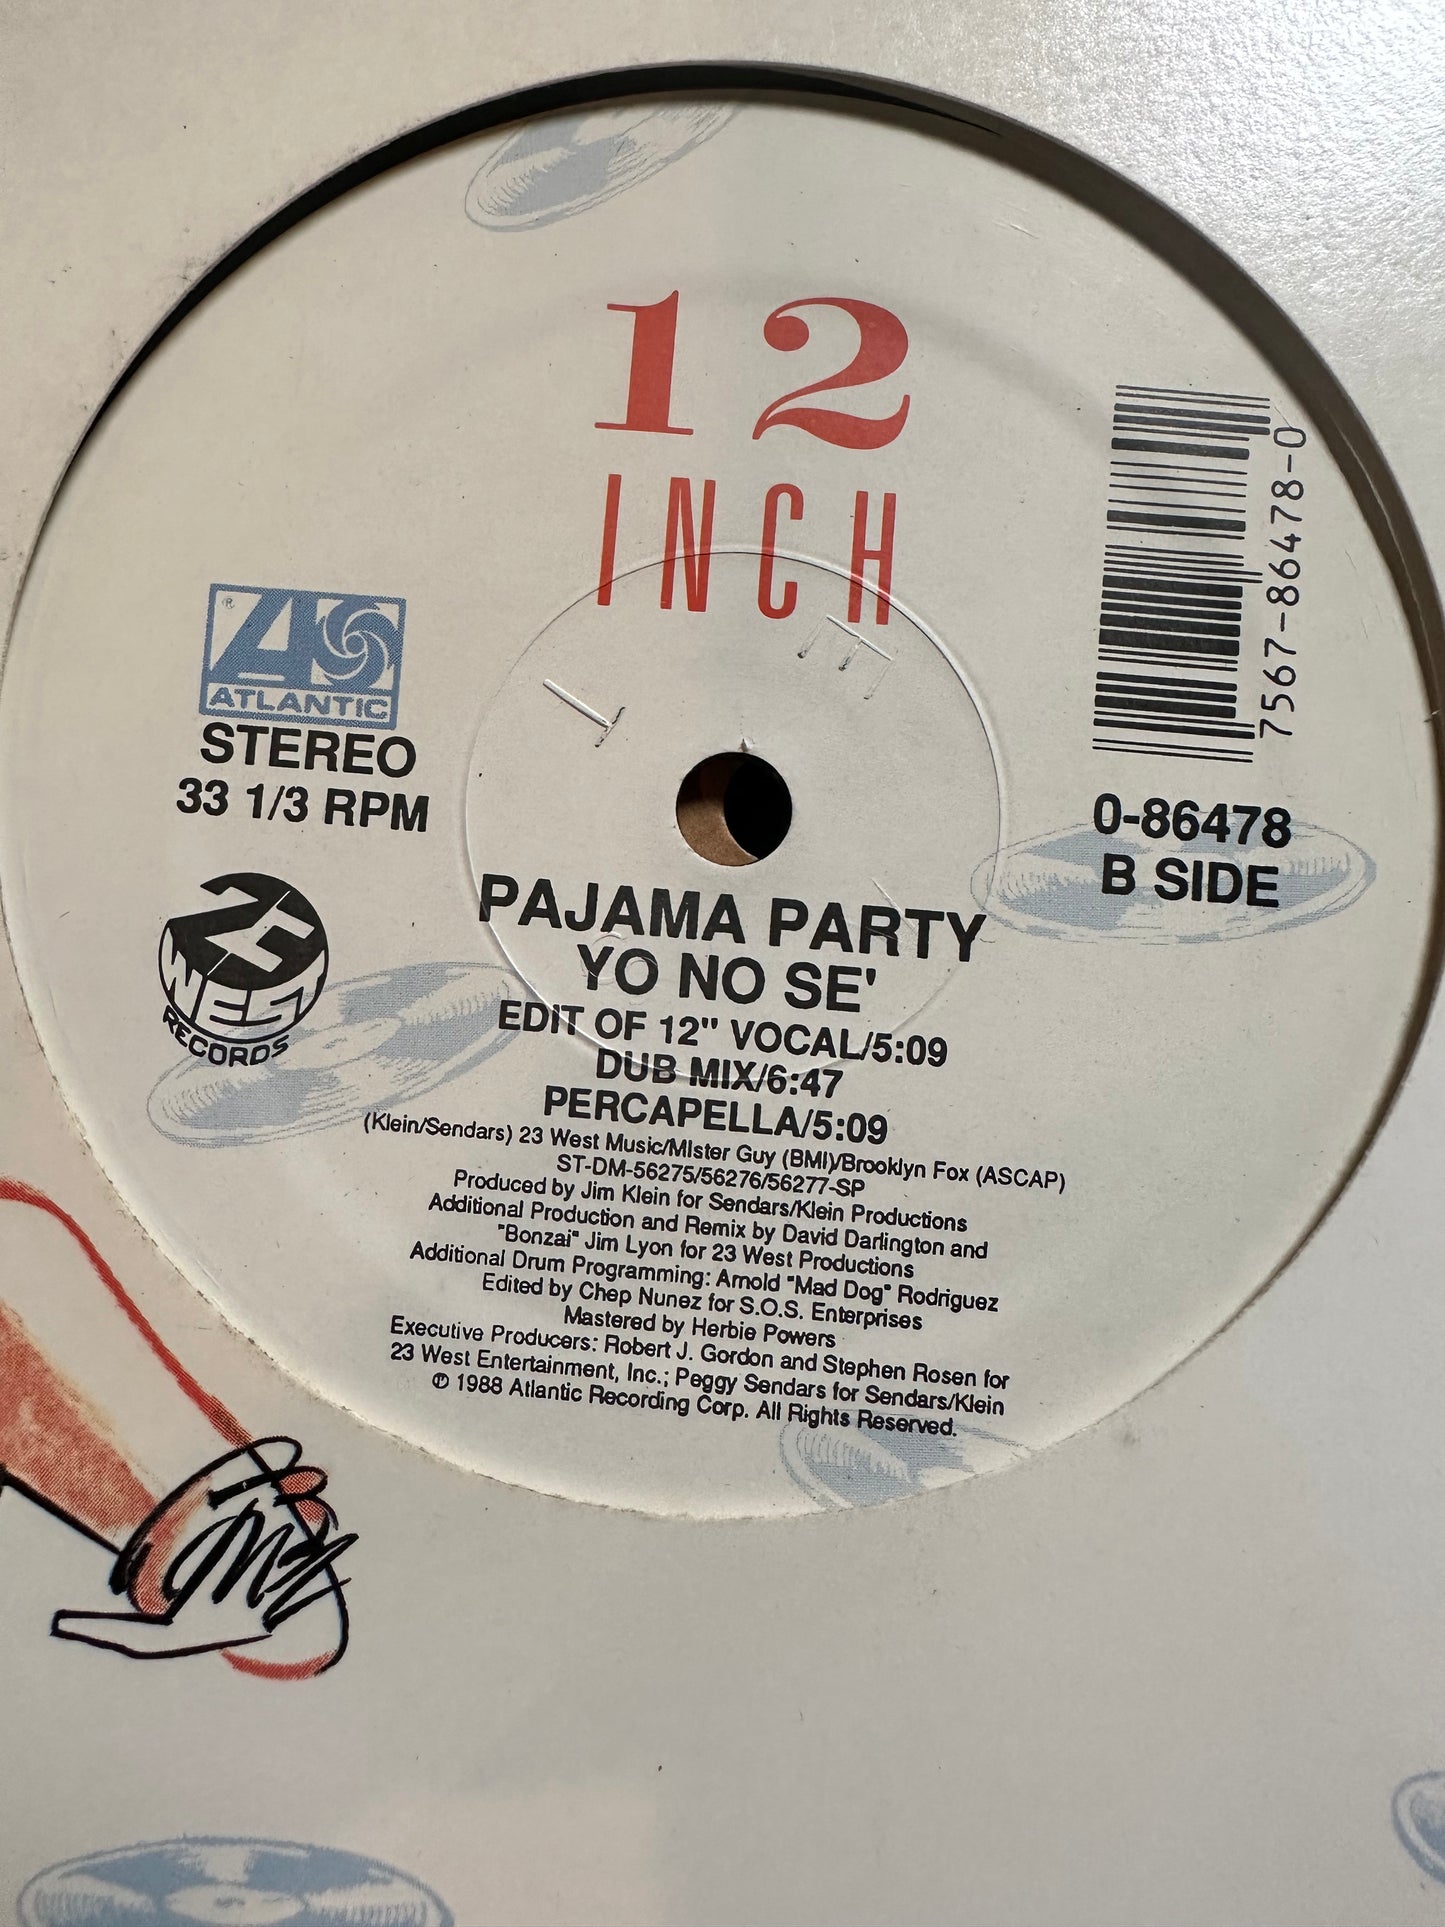 12
INCH
7567-86478-0
ATLANTIC
®
STEREO
33 1/3 RPM
0-86478
B SIDE
23
WEST
RECORDS
PAJAMA PARTY
YO NO SE'
EDIT OF 12" VOCAL/5:09
DUB MIX/6:47
PERCAPELLA/5:09
(Klein/Sendars) 23 West Music/MIster Guy (BMI)/Brooklyn Fox (ASCAP)
ST-DM-56275/56276/56277-SP
Produced by Jim Klein for Sendars/Klein Productions
Additional Production and Remix by David Darlington and
"Bonzai" Jim Lyon for 23 West Productions
Additional Drum Programming: Arnold "Mad Dog" Rodriguez
Edited by Chep Nunez for S.O.S. Enterprises
Mastered by Herbie Powers
Executive Producers: Robert J. Gordon and Stephen Rosen for
23 West Entertainment, Inc.; Peggy Sendars for Sendars/Klein
℗ 1988 Atlantic Recording Corp. All Rights Reserved.